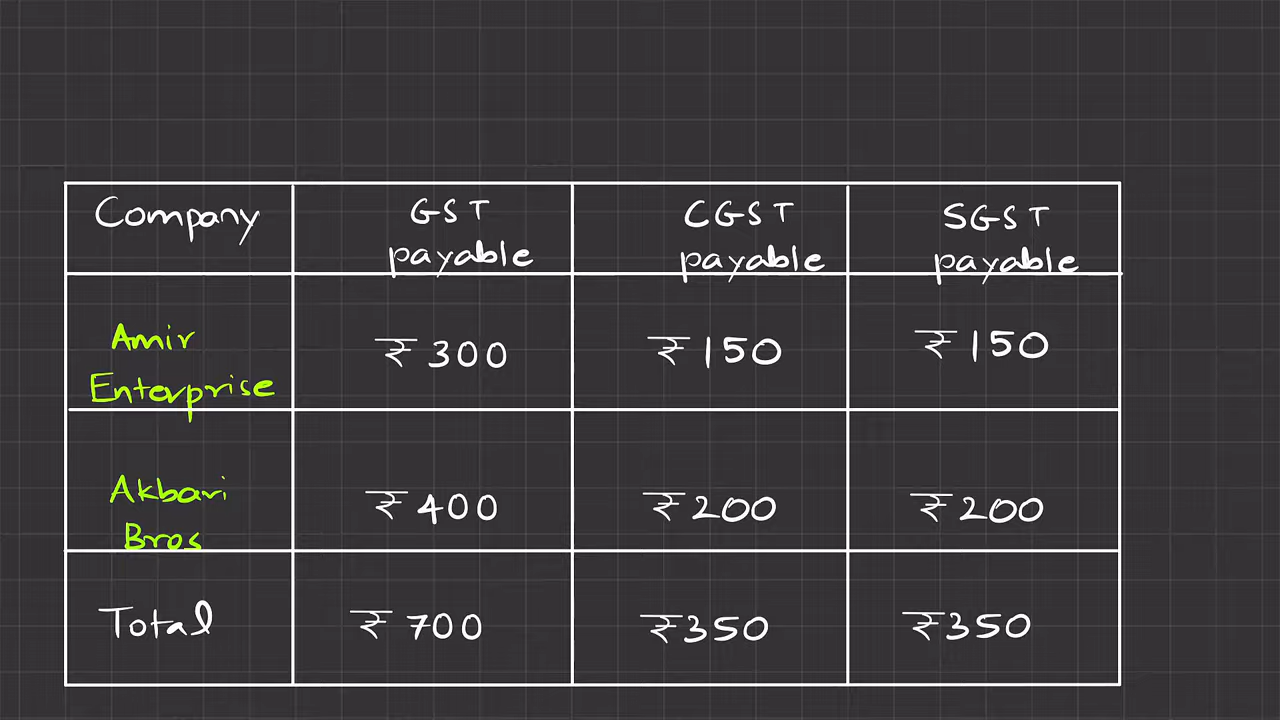 Company GST payable CGST payable SGST payable
Amir Enterprise ₹ 300 ₹ 150 ₹ 150
Akbari Bros ₹ 400 ₹ 200 ₹ 200
Total ₹ 700 ₹ 350 ₹ 350